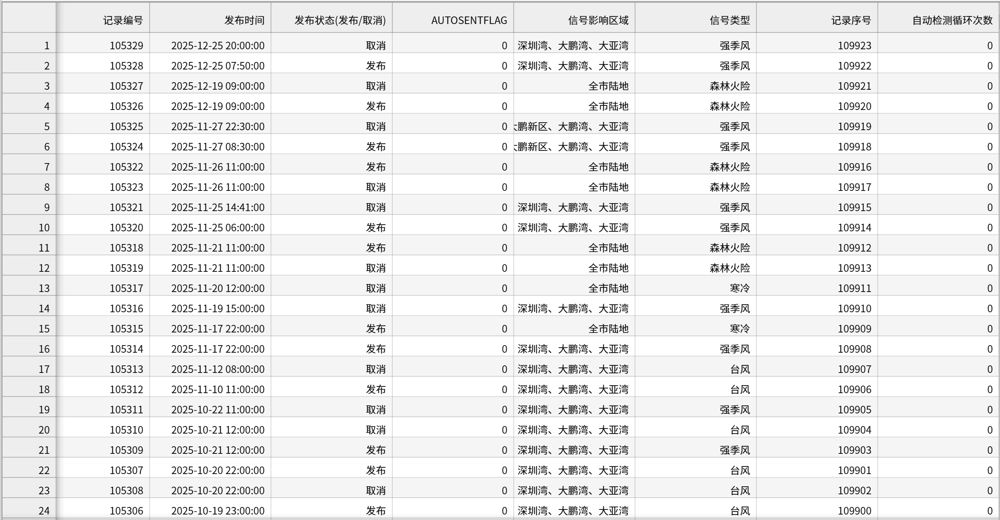 记录编号 发布时间 发布状态(发布/取消) AUTOSENTFLAG 信号影响区域 信号类型 记录序号 自动检测循环次数
1 105329 2025-12-25 20:00:00 取消 0 深圳湾、大鹏湾、大亚湾 强季风 109923 0
2 105328 2025-12-25 07:50:00 发布 0 深圳湾、大鹏湾、大亚湾 强季风 109922 0
3 105327 2025-12-19 09:00:00 取消 0 全市陆地 森林火险 109921 0
4 105326 2025-12-19 09:00:00 发布 0 全市陆地 森林火险 109920 0
5 105325 2025-11-27 22:30:00 取消 0 大鹏新区、大鹏湾、大亚湾 强季风 109919 0
6 105324 2025-11-27 08:30:00 发布 0 大鹏新区、大鹏湾、大亚湾 强季风 109918 0
7 105322 2025-11-26 11:00:00 发布 0 全市陆地 森林火险 109916 0
8 105323 2025-11-26 11:00:00 取消 0 全市陆地 森林火险 109917 0
9 105321 2025-11-25 14:41:00 取消 0 深圳湾、大鹏湾、大亚湾 强季风 109915 0
10 105320 2025-11-25 06:00:00 发布 0 深圳湾、大鹏湾、大亚湾 强季风 109914 0
11 105318 2025-11-21 11:00:00 发布 0 全市陆地 森林火险 109912 0
12 105319 2025-11-21 11:00:00 取消 0 全市陆地 森林火险 109913 0
13 105317 2025-11-20 12:00:00 取消 0 全市陆地 寒冷 109911 0
14 105316 2025-11-19 15:00:00 取消 0 深圳湾、大鹏湾、大亚湾 强季风 109910 0
15 105315 2025-11-17 22:00:00 发布 0 全市陆地 寒冷 109909 0
16 105314 2025-11-17 22:00:00 发布 0 深圳湾、大鹏湾、大亚湾 强季风 109908 0
17 105313 2025-11-12 08:00:00 取消 0 深圳湾、大鹏湾、大亚湾 台风 109907 0
18 105312 2025-11-10 11:00:00 发布 0 深圳湾、大鹏湾、大亚湾 台风 109906 0
19 105311 2025-10-22 11:00:00 取消 0 深圳湾、大鹏湾、大亚湾 强季风 109905 0
20 105310 2025-10-21 12:00:00 取消 0 深圳湾、大鹏湾、大亚湾 台风 109904 0
21 105309 2025-10-21 12:00:00 发布 0 深圳湾、大鹏湾、大亚湾 强季风 109903 0
22 105307 2025-10-20 22:00:00 发布 0 深圳湾、大鹏湾、大亚湾 台风 109901 0
23 105308 2025-10-20 22:00:00 取消 0 深圳湾、大鹏湾、大亚湾 台风 109902 0
24 105306 2025-10-19 23:00:00 发布 0 深圳湾、大鹏湾、大亚湾 台风 109900 0